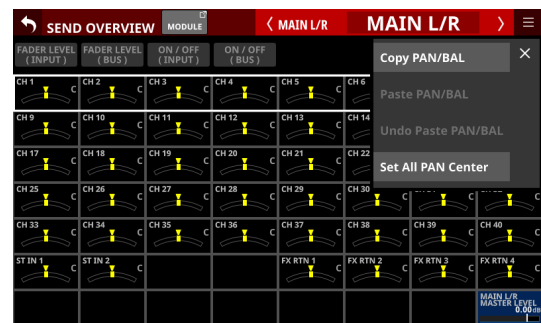 SEND OVERVIEW MODULE < MAIN L/R MAIN L/R >
FADER LEVEL FADER LEVEL ON / OFF ON / OFF
( INPUT ) ( BUS ) ( INPUT ) ( BUS )
Copy PAN/BAL ×
Paste PAN/BAL
Undo Paste PAN/BAL
Set All PAN Center
CH 1 C CH 2 C CH 3 C CH 4 C CH 5 C CH 6
CH 9 C CH 10 C CH 11 C CH 12 C CH 13 C CH 14
CH 17 C CH 18 C CH 19 C CH 20 C CH 21 C CH 22
CH 25 C CH 26 C CH 27 C CH 28 C CH 29 C CH 30 C C C
CH 33 C CH 34 C CH 35 C CH 36 C CH 37 C CH 38 C CH 39 C CH 40 C
ST IN 1 C ST IN 2 C FX RTN 1 C FX RTN 2 C FX RTN 3 C FX RTN 4 C
MAIN L/R
MASTER LEVEL
0.00 dB